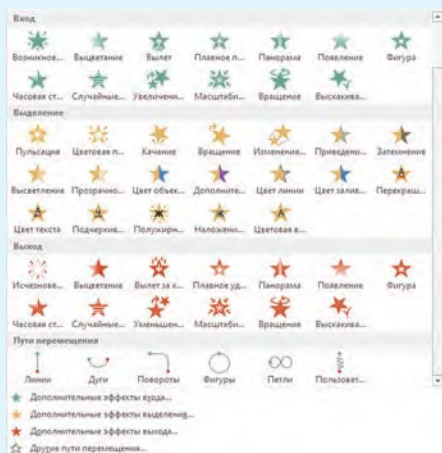 Вход
Возникнов... Выцветание Вылет Плавное п... Панорама Появление Фигура
Часовая ст... Случайные... Увеличени... Масштаби... Вращение Выскакива...
Выделение
Пульсация Цветовая п... Качание Вращение Изменение... Приведени... Затемнение
Высветление Прозрачно... Цвет объек... Дополните... Цвет линии Цвет залив... Перекраш...
Цвет текста Подчеркив... Полужирн... Наложени... Цветовая в...
Выход
Исчезнове... Выцветание Вылет за к... Плавное уд... Панорама Появление Фигура
Часовая ст... Случайные... Уменьшен... Масштаби... Вращение Выскакива...
Пути перемещения
Линии Дуги Повороты Фигуры Петли Пользоват...
Дополнительные эффекты входа...
Дополнительные эффекты выделения...
Дополнительные эффекты выхода...
Другие пути перемещения...